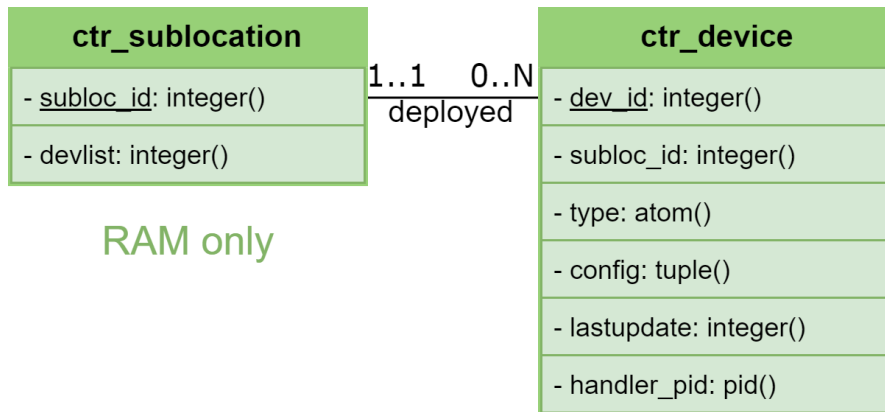 ctr_sublocation
- subloc_id: integer()
- devlist: integer()
RAM only
1..1 0..N
deployed
ctr_device
- dev_id: integer()
- subloc_id: integer()
- type: atom()
- config: tuple()
- lastupdate: integer()
- handler_pid: pid()